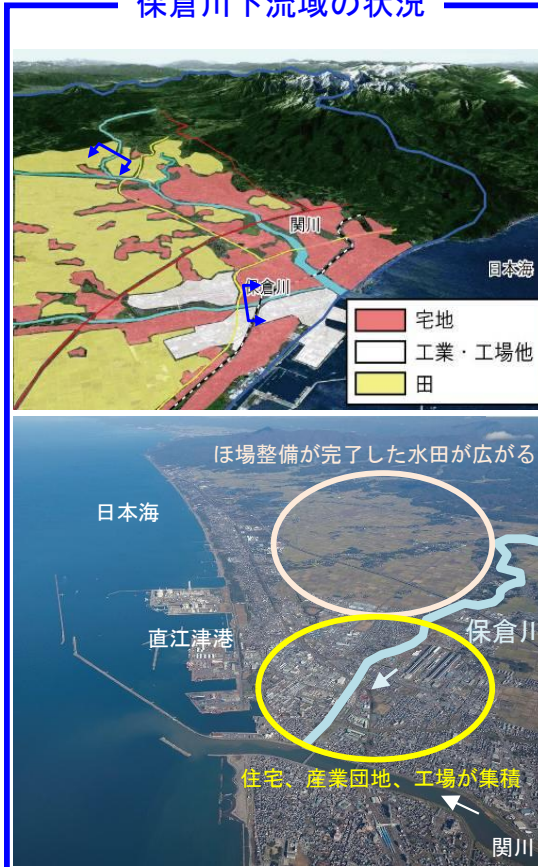 保倉川下流域の状況
関川
日本海
保倉川
宅地
工業・工場他
田
ほ場整備が完了した水田が広がる
日本海
直江津港
保倉川
住宅、産業団地、工場が集積
関川